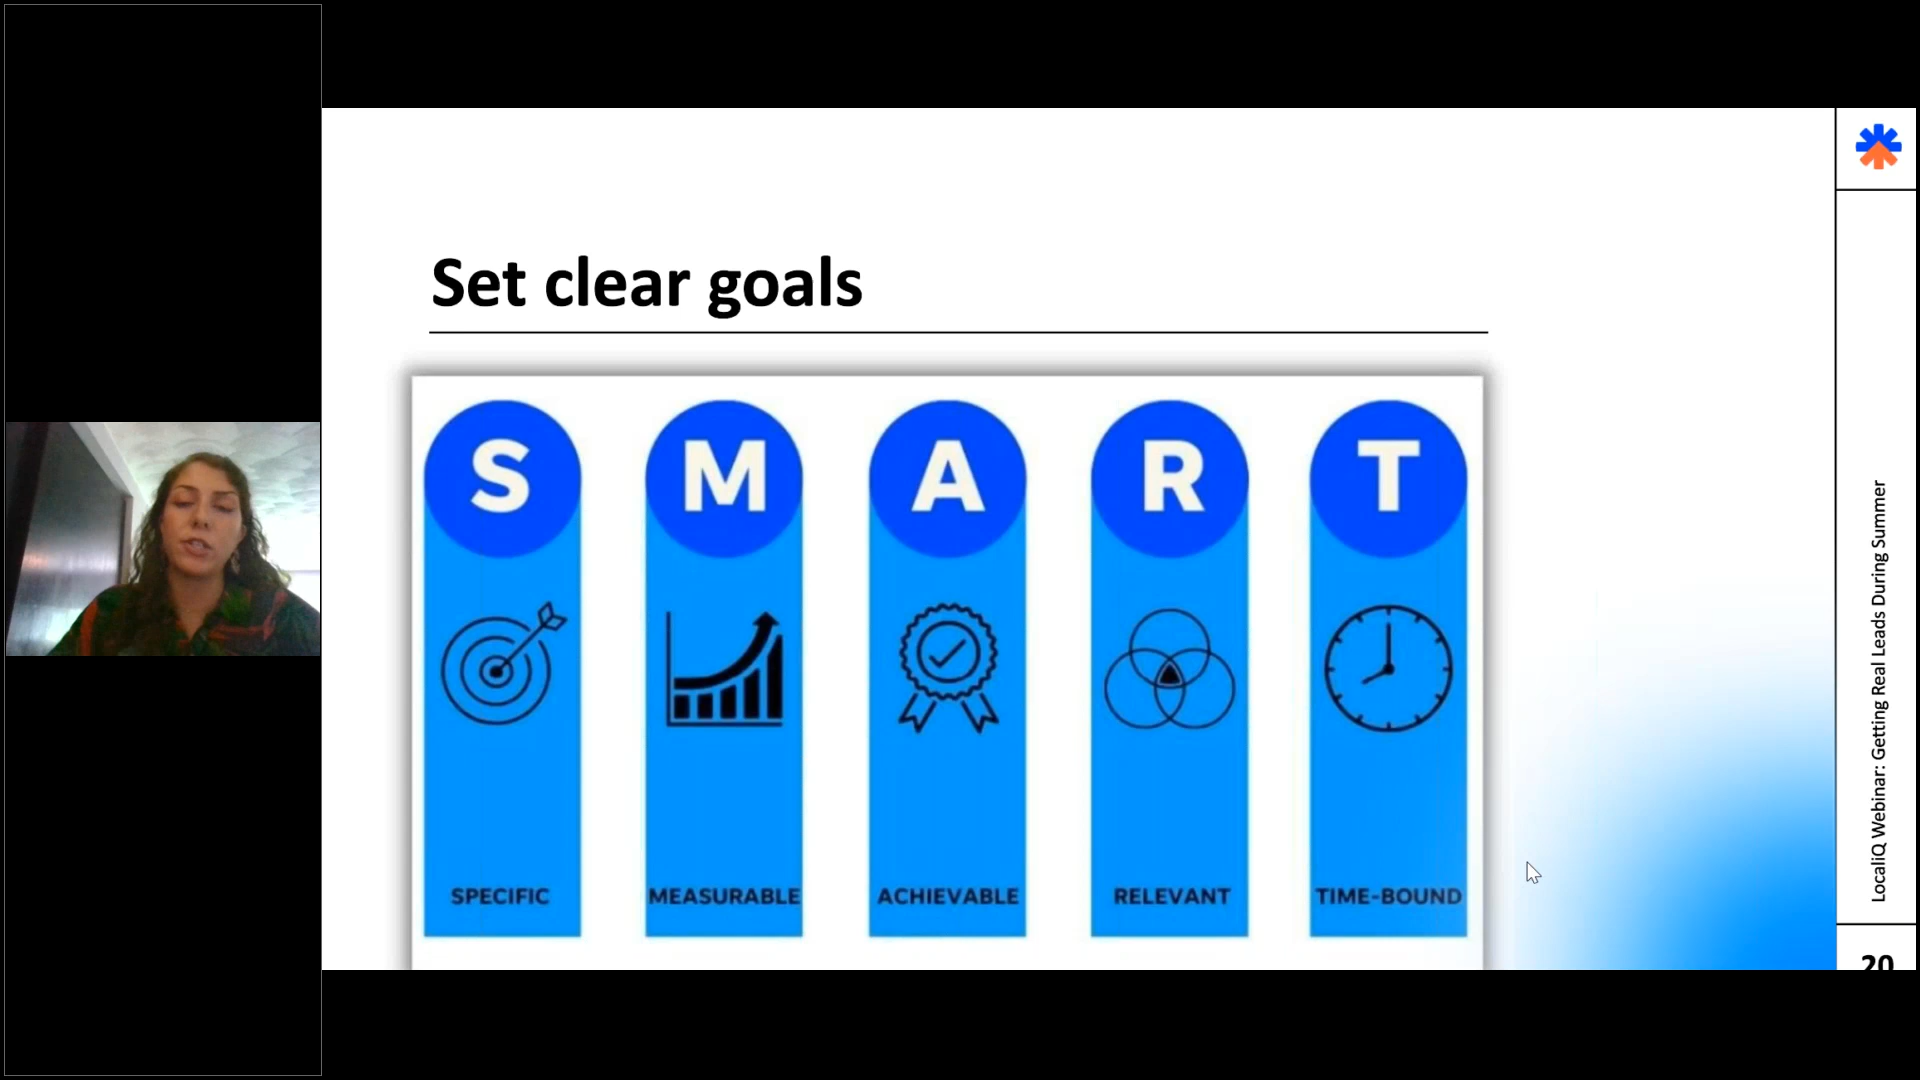 Set clear goals
S M A R T
SPECIFIC MEASURABLE ACHIEVABLE RELEVANT TIME-BOUND
LocaliQ Webinar: Getting Real Leads During Summer
20